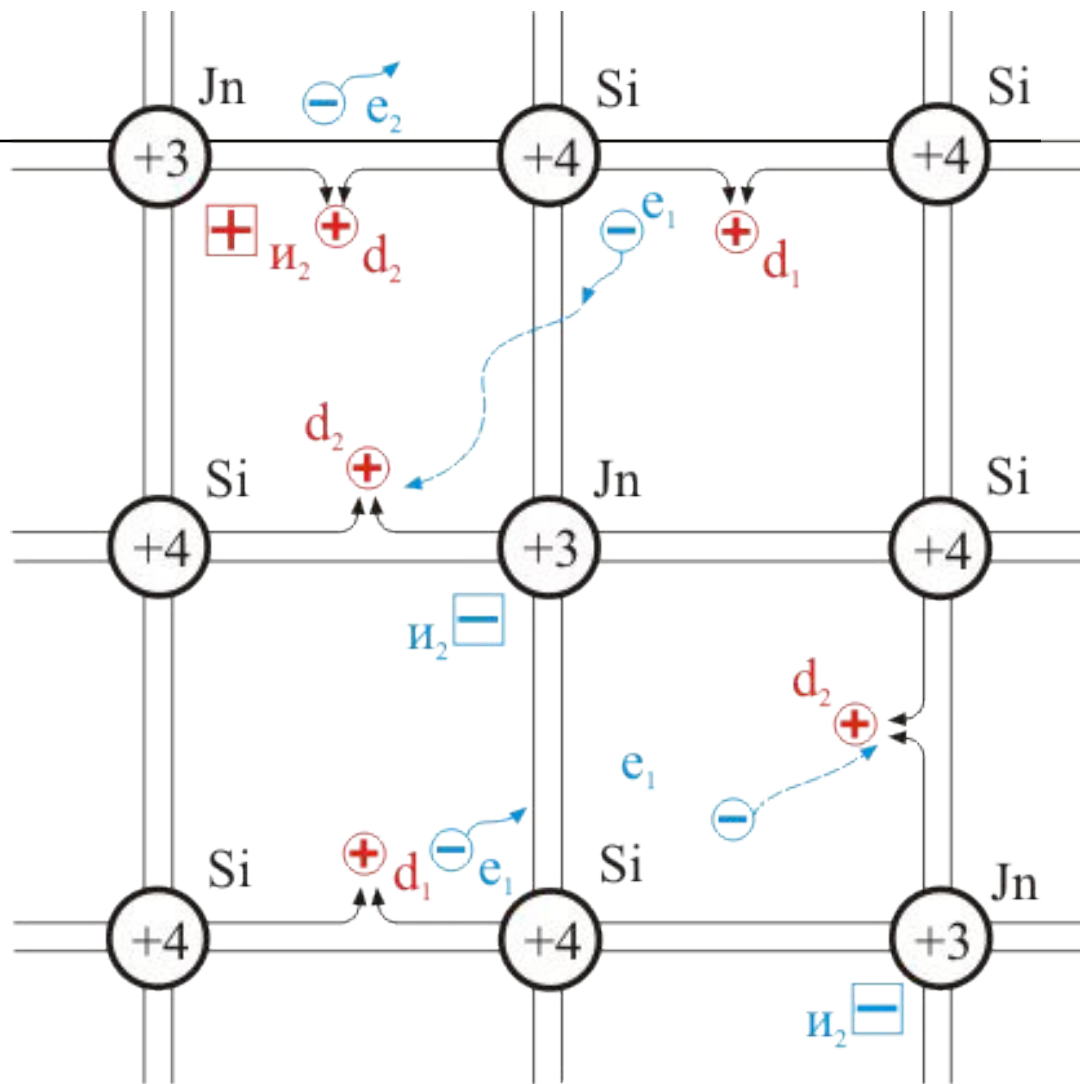 Jn
e₂
Si
Si
+3
+4
+4
и₂
d₂
e₁
d₁
d₂
Si
Jn
Si
+4
+3
+4
и₂
d₂
e₁
Si
d₁
e₁
Si
Jn
+4
+4
+3
и₂